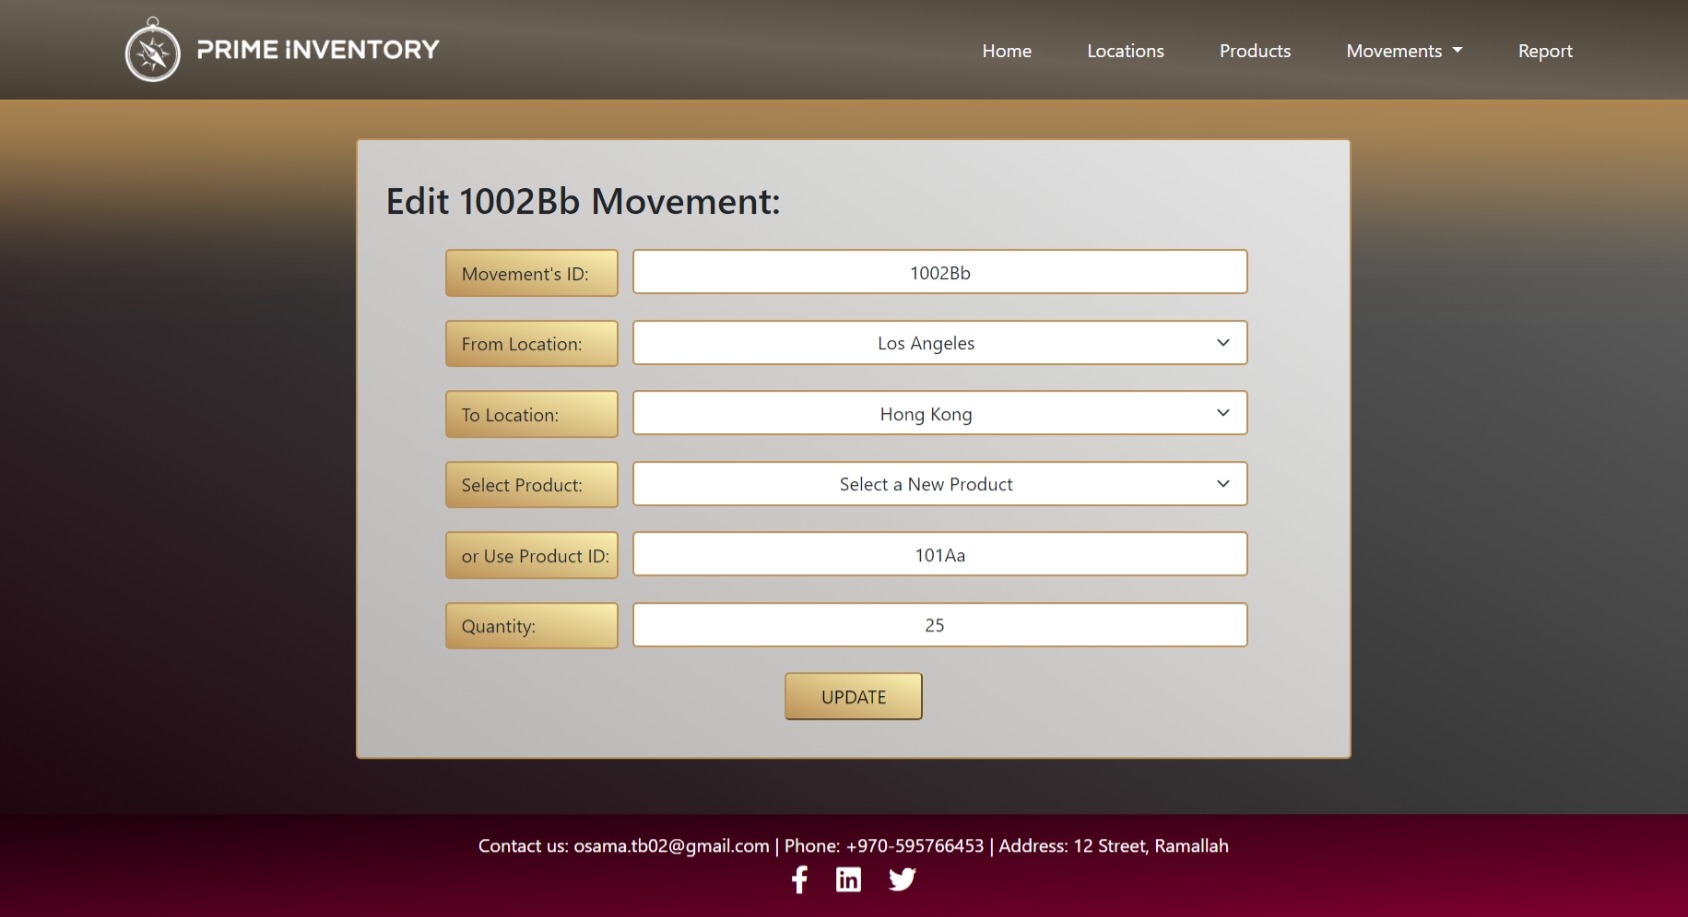 PRIME iNVENTORY
Home Locations Products Movements Report
Edit 1002Bb Movement:
Movement's ID: 1002Bb
From Location: Los Angeles
To Location: Hong Kong
Select Product: Select a New Product
or Use Product ID: 101Aa
Quantity: 25
UPDATE
Contact us: osama.tb02@gmail.com | Phone: +970-595766453 | Address: 12 Street, Ramallah